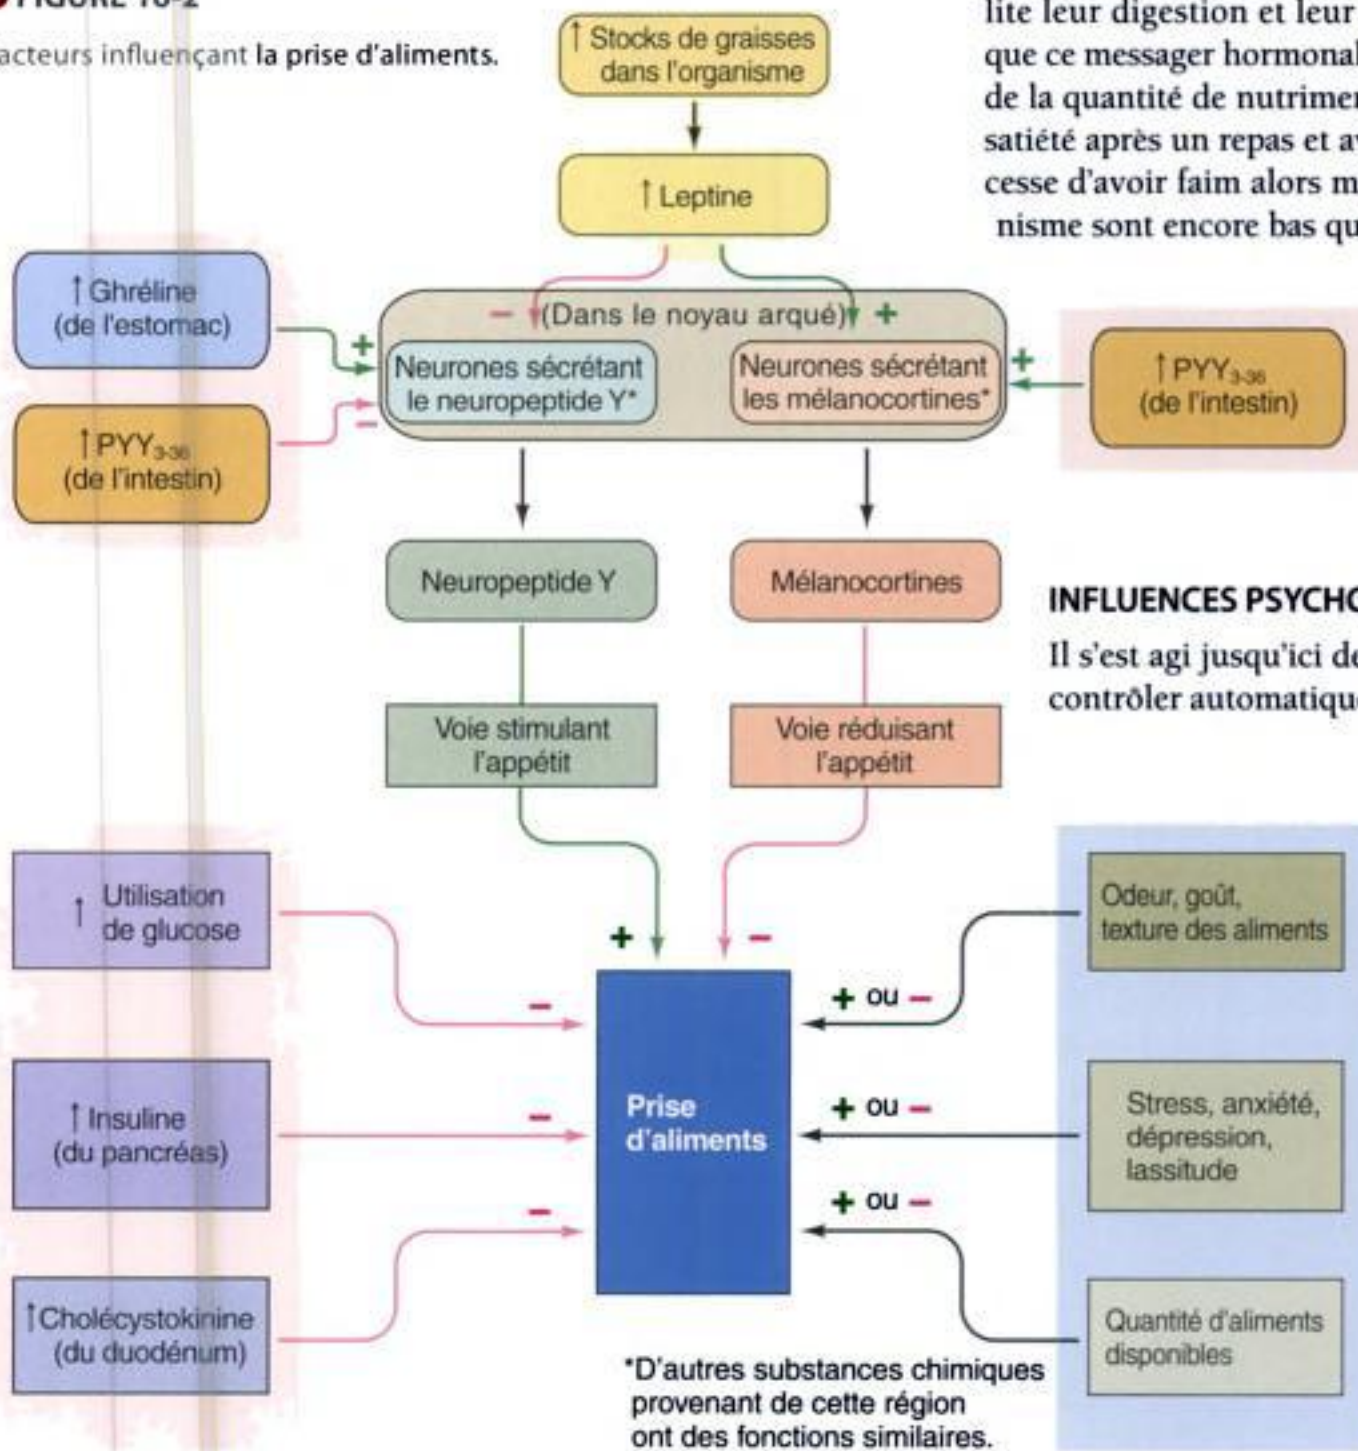 FIGURE 16-2
acteurs influençant la prise d'aliments.
lite leur digestion et leur
que ce messager hormonal
de la quantité de nutrime
satiété après un repas et a
cesse d'avoir faim alors m
nisme sont encore bas qu
↑ Stocks de graisses
dans l'organisme
↑ Leptine
↑ Ghréline
(de l'estomac)
+
↑ PYY3-36
(de l'intestin)
−
− (Dans le noyau arqué) +
Neurones sécrétant
le neuropeptide Y*
Neurones sécrétant
les mélanocortines*
+
↑ PYY3-36
(de l'intestin)
Neuropeptide Y
Mélanocortines
INFLUENCES PSYCHO
Il s'est agi jusqu'ici de
contrôler automatique
Voie stimulant
l'appétit
Voie réduisant
l'appétit
+ −
↑ Utilisation
de glucose
−
↑ Insuline
(du pancréas)
−
↑ Cholécystokinine
(du duodénum)
−
Prise
d'aliments
Odeur, goût,
texture des aliments
+ ou −
Stress, anxiété,
dépression,
lassitude
+ ou −
Quantité d'aliments
disponibles
+ ou −
*D'autres substances chimiques
provenant de cette région
ont des fonctions similaires.